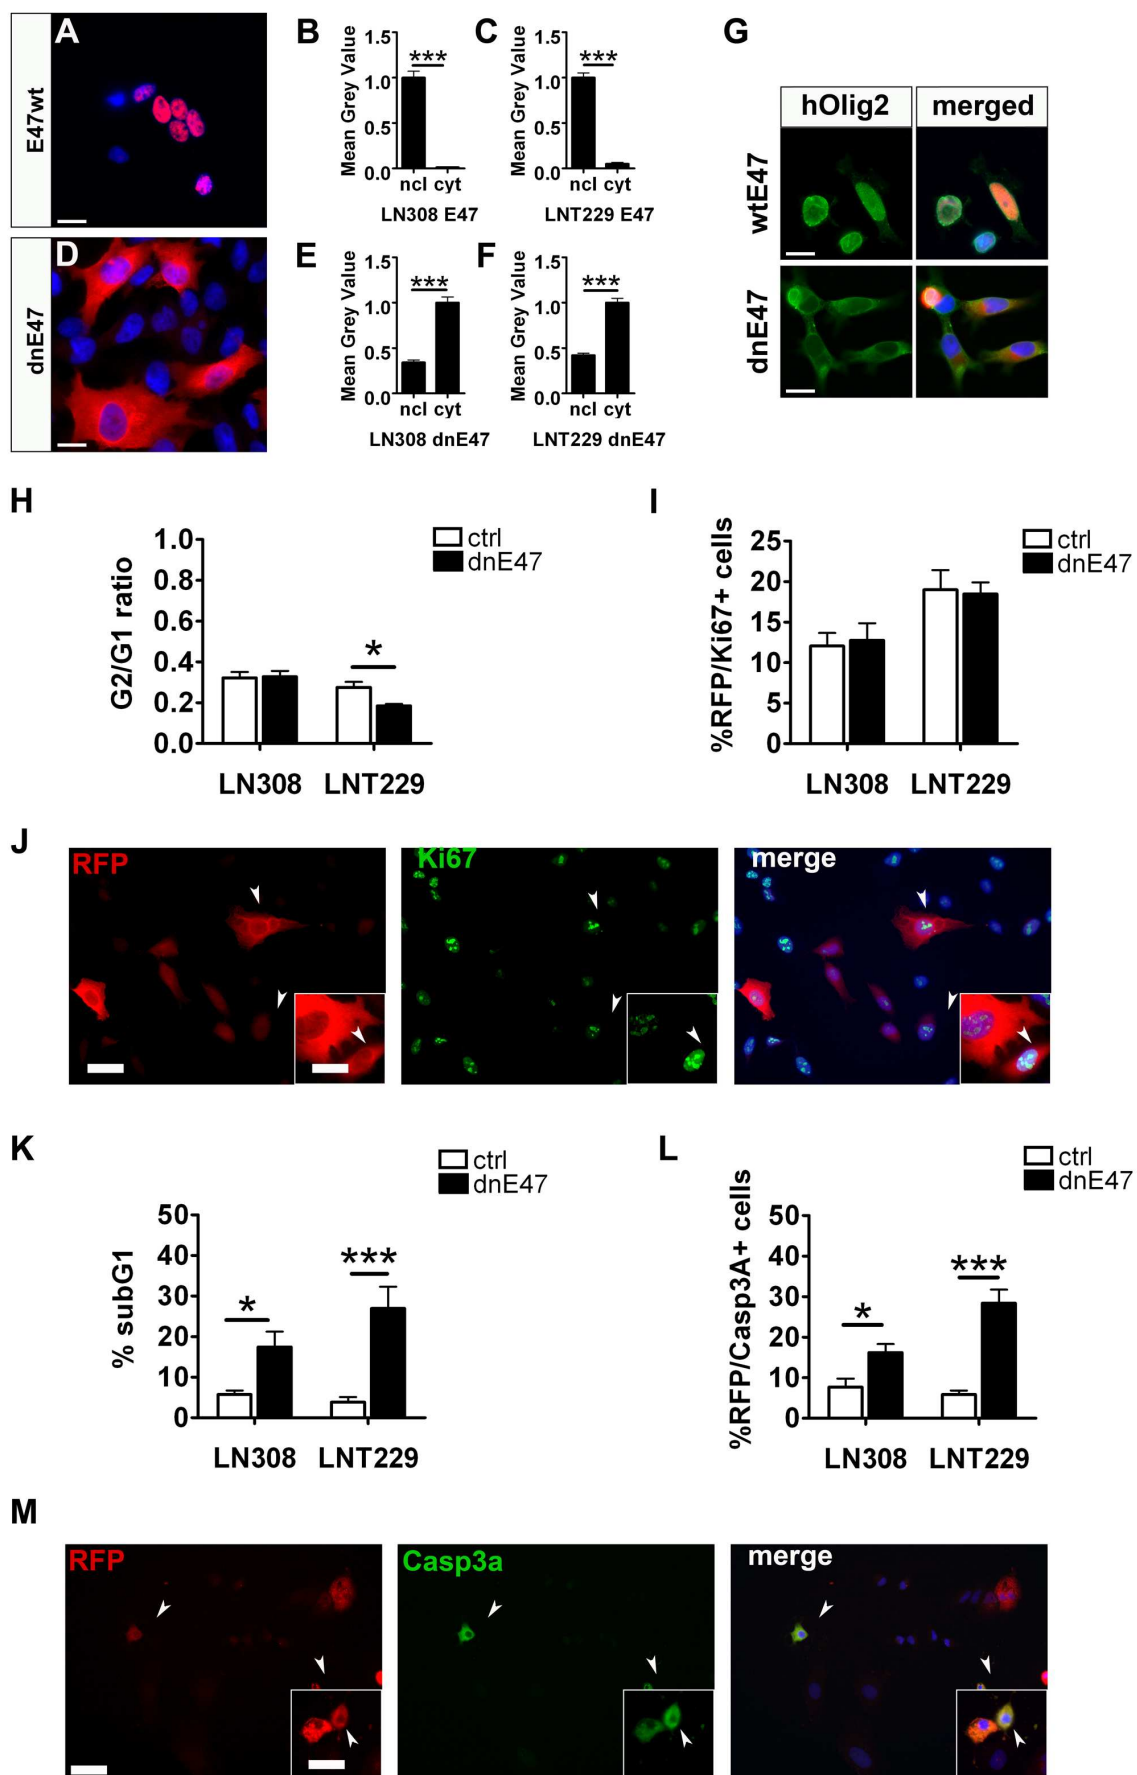 A
E47wt
B
Mean Grey Value
1.5
1.0
0.5
0.0
***
ncl cyt
LN308 E47
C
Mean Grey Value
1.5
1.0
0.5
0.0
***
ncl cyt
LNT229 E47
D
dnE47
E
Mean Grey Value
1.5
1.0
0.5
0.0
***
ncl cyt
LN308 dnE47
F
Mean Grey Value
1.5
1.0
0.5
0.0
***
ncl cyt
LNT229 dnE47
G
hOlig2 merged
wtE47
dnE47
H
G2/G1 ratio
1.0
0.8
0.6
0.4
0.2
0.0
*
ctrl
dnE47
LN308 LNT229
I
%RFP/Ki67+ cells
25
20
15
10
5
0
ctrl
dnE47
LN308 LNT229
J
RFP Ki67 merge
K
% subG1
50
40
30
20
10
0
* ***
ctrl
dnE47
LN308 LNT229
L
%RFP/Casp3A+ cells
50
40
30
20
10
0
* ***
ctrl
dnE47
LN308 LNT229
M
RFP Casp3a merge